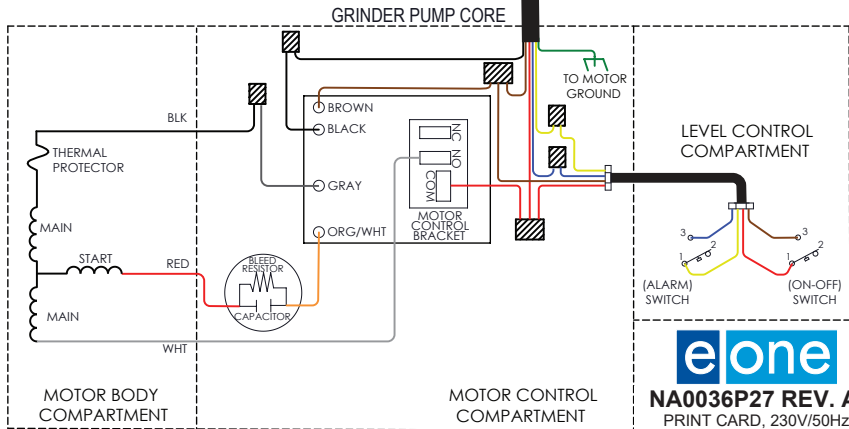 GRINDER PUMP CORE
TO MOTOR
GROUND
BLK
THERMAL
PROTECTOR
MAIN
START
RED
MAIN
WHT
BROWN
BLACK
GRAY
ORG/WHT
NC
NO
COM
MOTOR
CONTROL
BRACKET
BLEED
RESISTOR
CAPACITOR
LEVEL CONTROL
COMPARTMENT
3
2
1
(ALARM)
SWITCH
3
2
1
(ON-OFF)
SWITCH
MOTOR BODY
COMPARTMENT
MOTOR CONTROL
COMPARTMENT
e one
NA0036P27 REV. A
PRINT CARD, 230V/50Hz